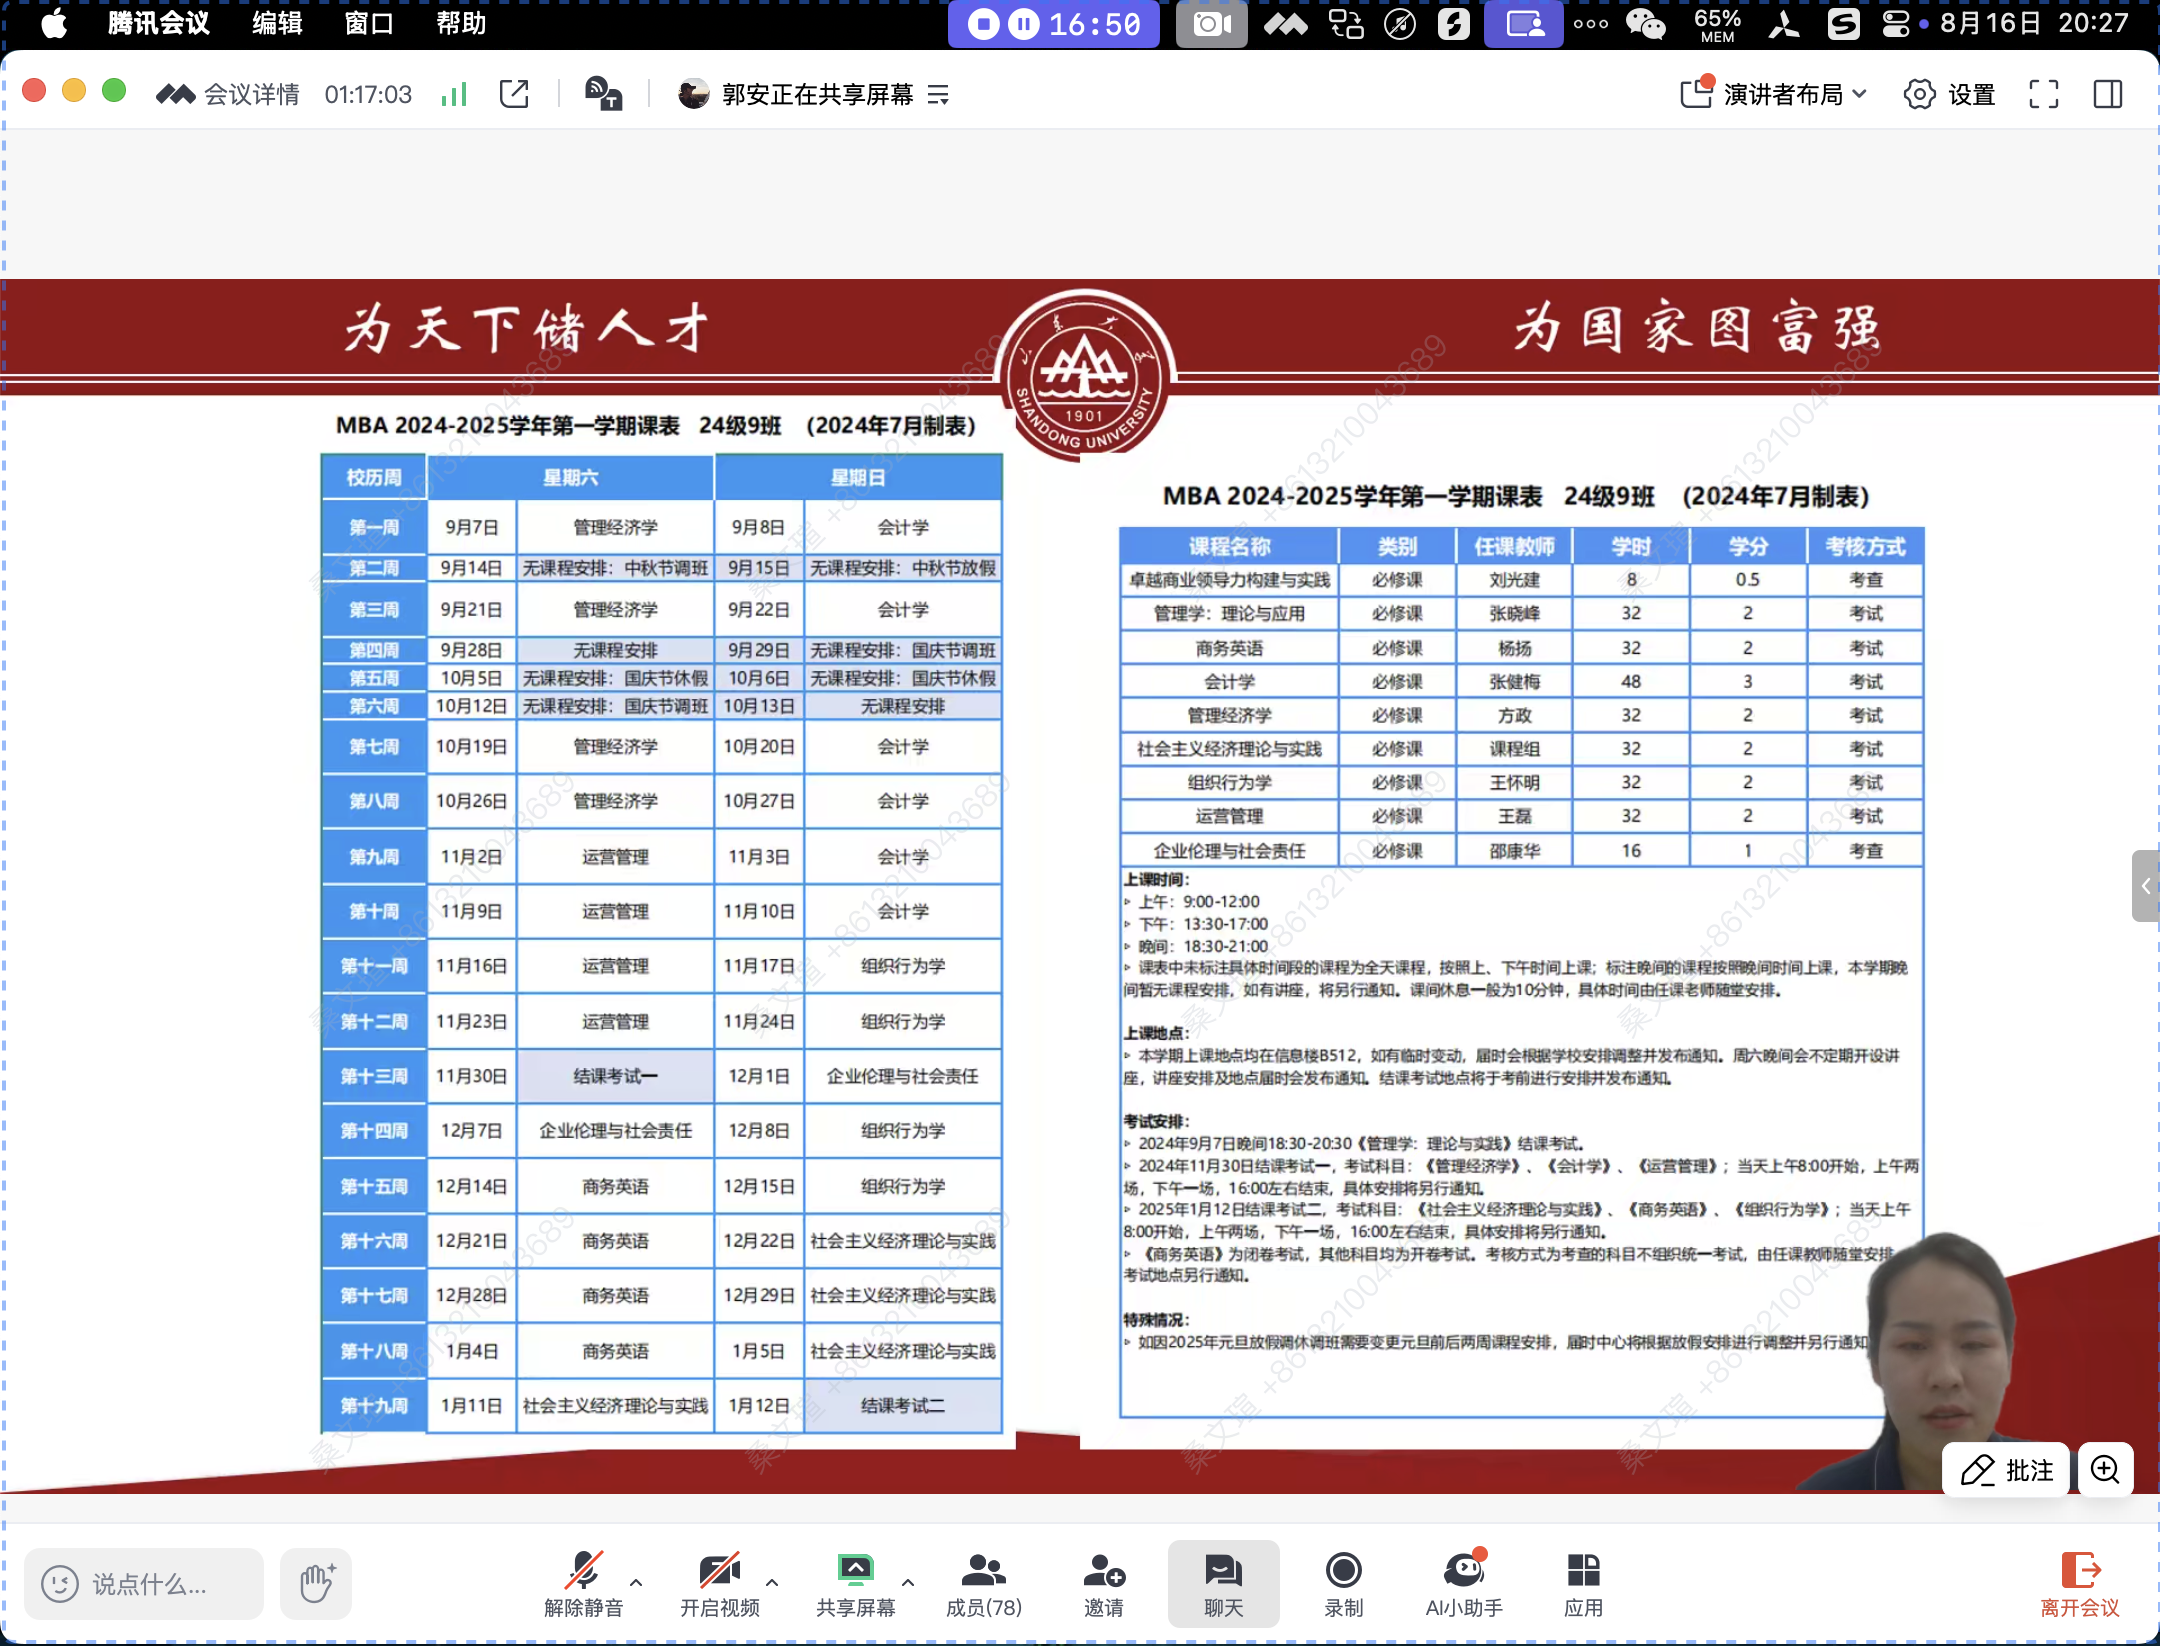 腾讯会议 编辑 窗口 帮助 16:50 65% MEM 8月16日 20:27
会议详情 01:17:03 郭安正在共享屏幕 演讲者布局 设置
为天下储人才 为国家图富强
SHANDONG UNIVERSITY
1901
MBA 2024-2025学年第一学期课表 24级9班 （2024年7月制表）
校历周 星期六 星期日
第一周 9月7日 管理经济学 9月8日 会计学
第二周 9月14日 无课程安排：中秋节调班 9月15日 无课程安排：中秋节放假
第三周 9月21日 管理经济学 9月22日 会计学
第四周 9月28日 无课程安排 9月29日 无课程安排：国庆节调班
第五周 10月5日 无课程安排：国庆节休假 10月6日 无课程安排：国庆节休假
第六周 10月12日 无课程安排：国庆节调班 10月13日 无课程安排
第七周 10月19日 管理经济学 10月20日 会计学
第八周 10月26日 管理经济学 10月27日 会计学
第九周 11月2日 运营管理 11月3日 会计学
第十周 11月9日 运营管理 11月10日 会计学
第十一周 11月16日 运营管理 11月17日 组织行为学
第十二周 11月23日 运营管理 11月24日 组织行为学
第十三周 11月30日 结课考试一 12月1日 企业伦理与社会责任
第十四周 12月7日 企业伦理与社会责任 12月8日 组织行为学
第十五周 12月14日 商务英语 12月15日 组织行为学
第十六周 12月21日 商务英语 12月22日 社会主义经济理论与实践
第十七周 12月28日 商务英语 12月29日 社会主义经济理论与实践
第十八周 1月4日 商务英语 1月5日 社会主义经济理论与实践
第十九周 1月11日 社会主义经济理论与实践 1月12日 结课考试二
MBA 2024-2025学年第一学期课表 24级9班 （2024年7月制表）
课程名称 类别 任课教师 学时 学分 考核方式
卓越商业领导力构建与实践 必修课 刘光建 8 0.5 考查
管理学：理论与应用 必修课 张晓峰 32 2 考试
商务英语 必修课 杨扬 32 2 考试
会计学 必修课 张健梅 48 3 考试
管理经济学 必修课 方政 32 2 考试
社会主义经济理论与实践 必修课 课程组 32 2 考试
组织行为学 必修课 王怀明 32 2 考试
运营管理 必修课 王磊 32 2 考试
企业伦理与社会责任 必修课 邵康华 16 1 考查
上课时间：
▹ 上午：9:00-12:00
▹ 下午：13:30-17:00
▹ 晚间：18:30-21:00
▹ 课表中未标注具体时间段的课程为全天课程，按照上、下午时间上课；标注晚间的课程按照晚间时间上课，本学期晚
间暂无课程安排，如有讲座，将另行通知。课间休息一般为10分钟，具体时间由任课老师随堂安排。
上课地点：
▹ 本学期上课地点均在信息楼B512，如有临时变动，届时会根据学校安排调整并发布通知。周六晚间会不定期开设讲
座，讲座安排及地点届时会发布通知。结课考试地点将于考前进行安排并发布通知。
考试安排：
▹ 2024年9月7日晚间18:30-20:30《管理学：理论与实践》结课考试。
▹ 2024年11月30日结课考试一，考试科目：《管理经济学》、《会计学》、《运营管理》；当天上午8:00开始，上午两
场，下午一场，16:00左右结束，具体安排将另行通知。
▹ 2025年1月12日结课考试二，考试科目：《社会主义经济理论与实践》、《商务英语》、《组织行为学》；当天上午
8:00开始，上午两场，下午一场，16:00左右结束，具体安排将另行通知。
▹ 《商务英语》为闭卷考试，其他科目均为开卷考试。考核方式为考查的科目不组织统一考试，由任课教师随堂安排
考试地点另行通知。
特殊情况：
▹ 如因2025年元旦放假调休调班需要变更元旦前后两周课程安排，届时中心将根据放假安排进行调整并另行通知
桑文瑄 +8613210043689
批注
说点什么... 解除静音 开启视频 共享屏幕 成员(78) 邀请 聊天 录制 AI小助手 应用 离开会议